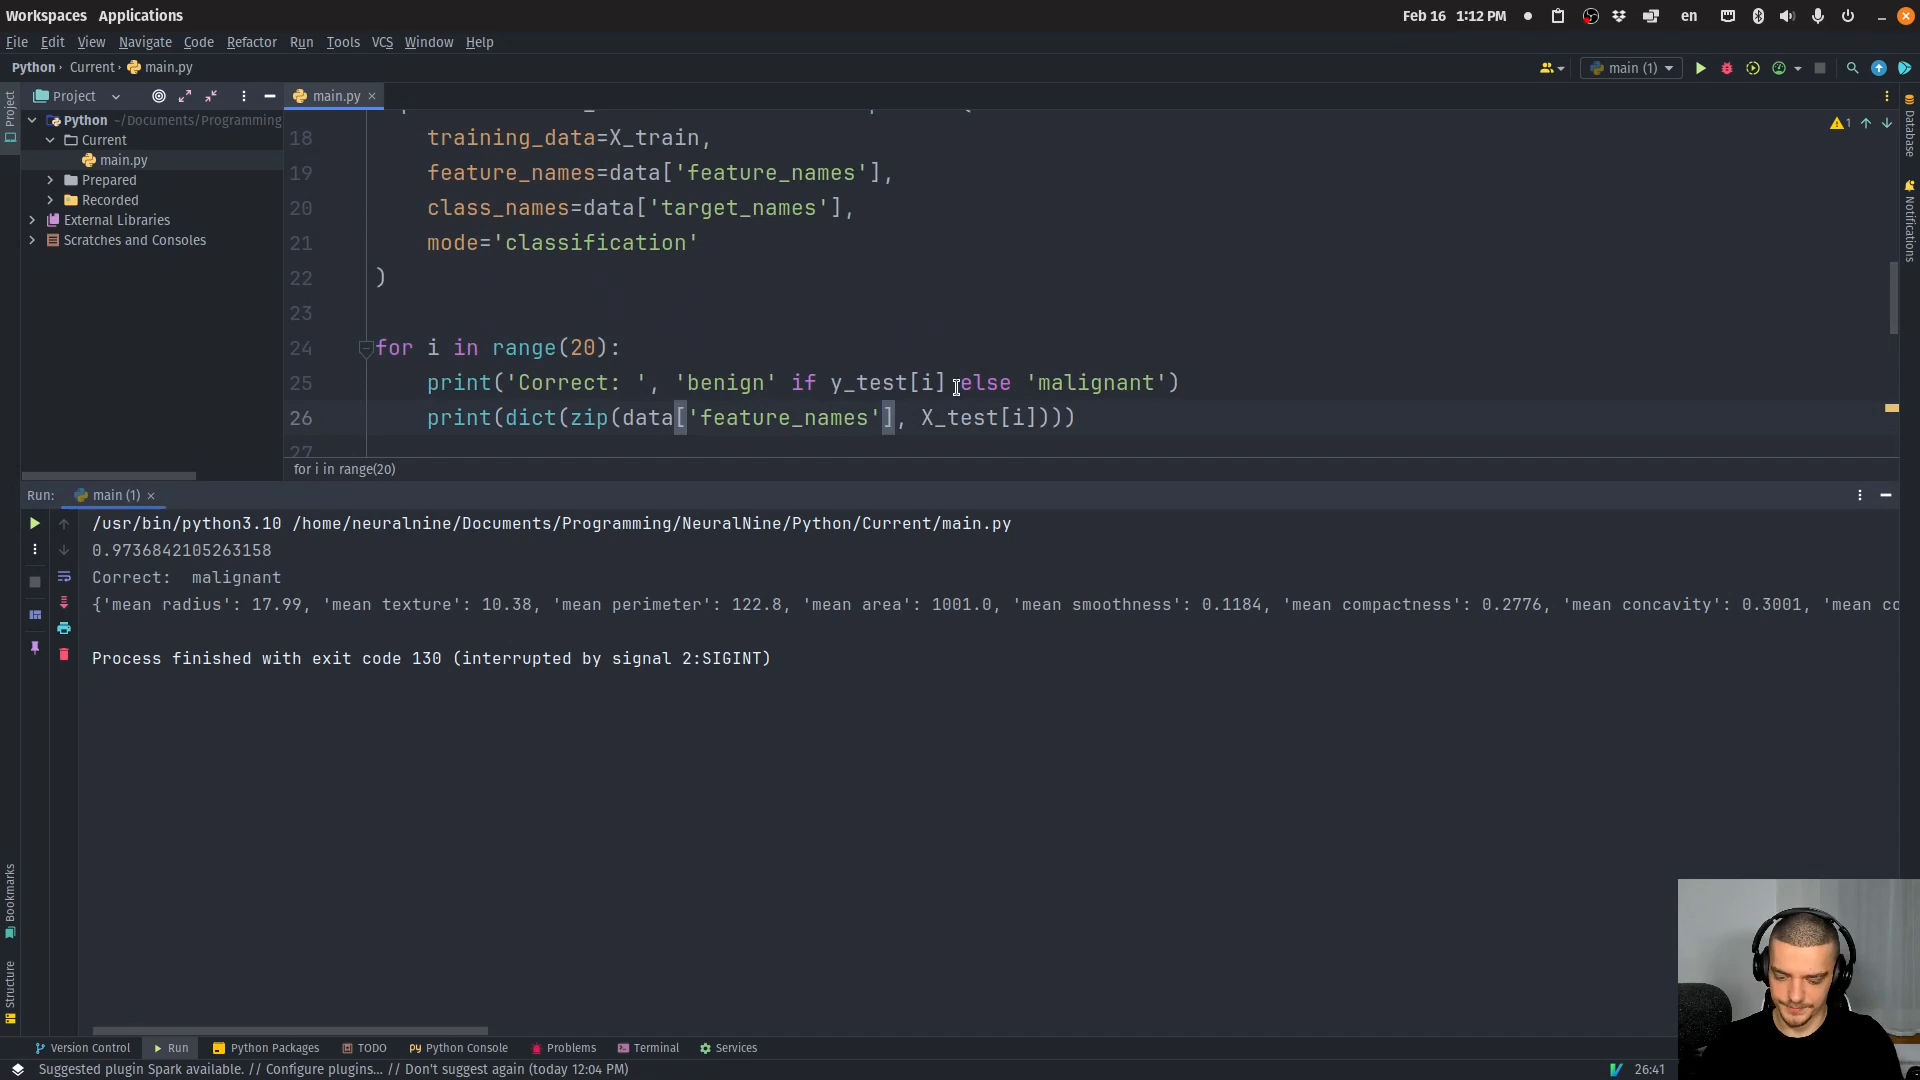 Workspaces Applications
Feb 16 1:12 PM
en
File Edit View Navigate Code Refactor Run Tools VCS Window Help
Python Current main.py
main (1)
Project
main.py
Project
Python ~/Documents/Programming
Current
main.py
Prepared
Recorded
External Libraries
Scratches and Consoles
1
Database
Notifications
18 training_data=X_train,
19 feature_names=data['feature_names'],
20 class_names=data['target_names'],
21 mode='classification'
22 )
23
24 for i in range(20):
25 print('Correct: ', 'benign' if y_test[i] else 'malignant')
26 print(dict(zip(data['feature_names'], X_test[i])))
27
for i in range(20)
Run: main (1)
/usr/bin/python3.10 /home/neuralnine/Documents/Programming/NeuralNine/Python/Current/main.py
0.9736842105263158
Correct:  malignant
{'mean radius': 17.99, 'mean texture': 10.38, 'mean perimeter': 122.8, 'mean area': 1001.0, 'mean smoothness': 0.1184, 'mean compactness': 0.2776, 'mean concavity': 0.3001, 'mean co
Process finished with exit code 130 (interrupted by signal 2:SIGINT)
Bookmarks
Structure
Version Control Run Python Packages TODO Python Console Problems Terminal Services
Suggested plugin Spark available. // Configure plugins... // Don't suggest again (today 12:04 PM)
26:41